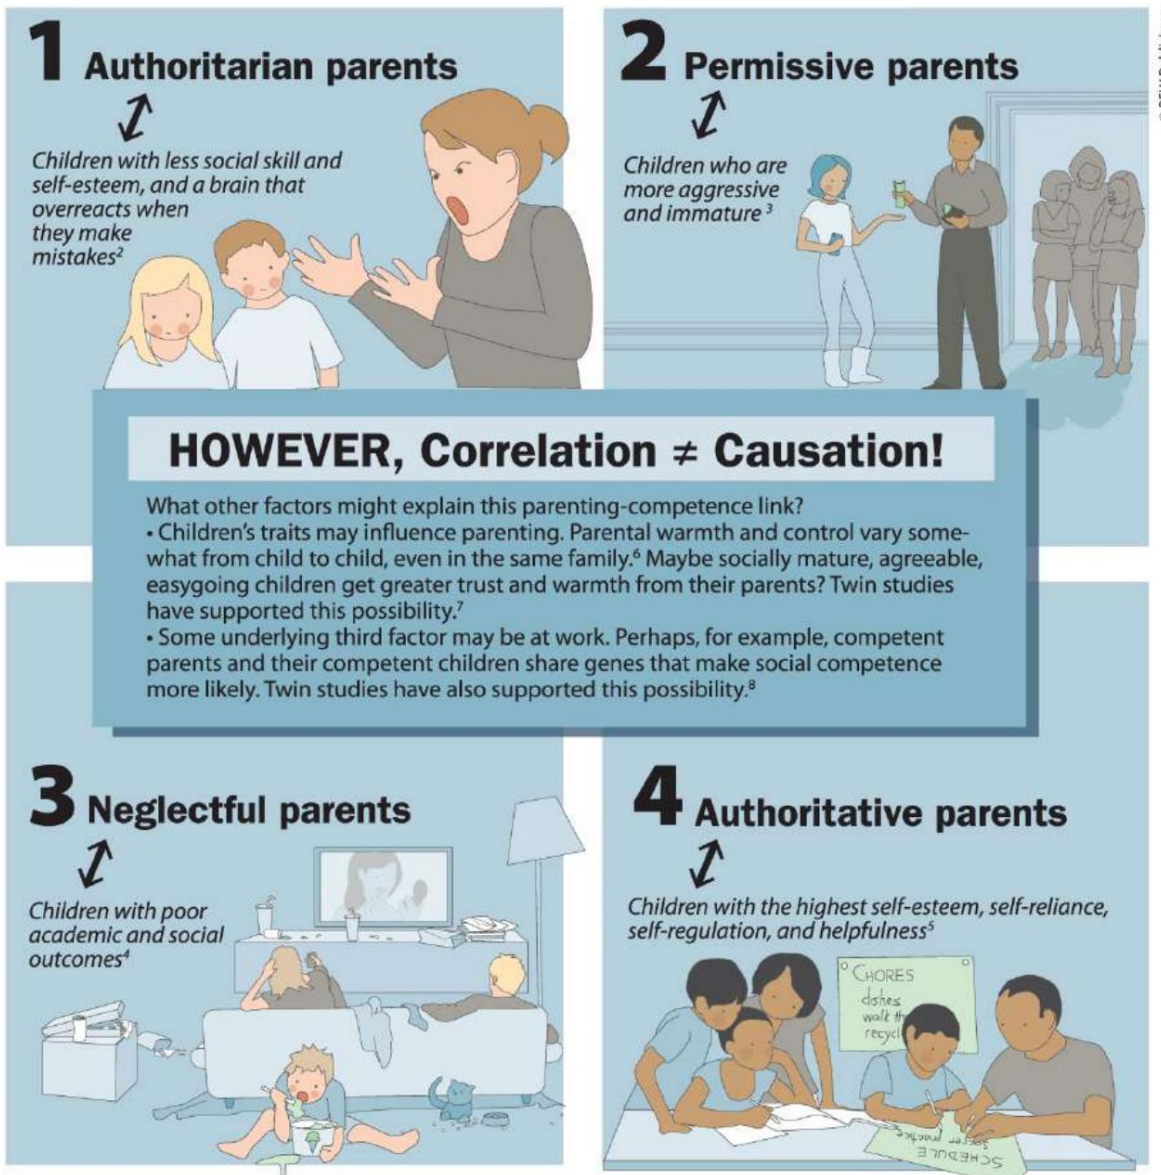 1 Authoritarian parents
Children with less social skill and
self-esteem, and a brain that
overreacts when
they make
mistakes²
2 Permissive parents
Children who are
more aggressive
and immature ³
HOWEVER, Correlation ≠ Causation!
What other factors might explain this parenting-competence link?
• Children's traits may influence parenting. Parental warmth and control vary some-
what from child to child, even in the same family.⁶ Maybe socially mature, agreeable,
easygoing children get greater trust and warmth from their parents? Twin studies
have supported this possibility.⁷
• Some underlying third factor may be at work. Perhaps, for example, competent
parents and their competent children share genes that make social competence
more likely. Twin studies have also supported this possibility.⁸
3 Neglectful parents
Children with poor
academic and social
outcomes⁴
4 Authoritative parents
Children with the highest self-esteem, self-reliance,
self-regulation, and helpfulness⁵
CHORES
dishes
walk th
recycl
SCHEDULE
soccer practice